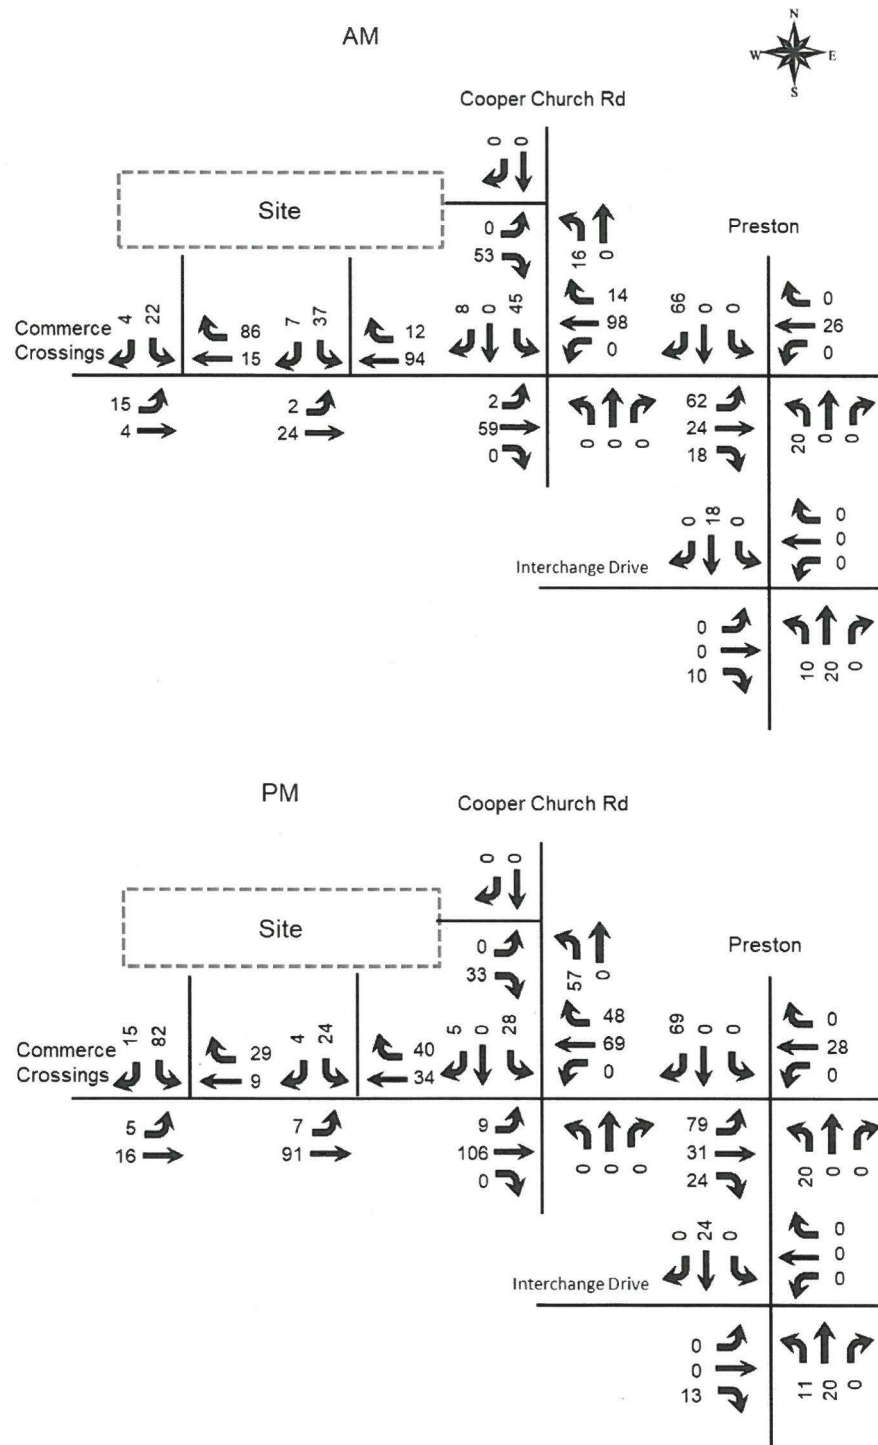 AM
N
W E
S
Cooper Church Rd
0 0
Site
0
53
16 0
Preston
4 22
86
15
7 37
12
94
8 0 45
14
98
0
66 0 0
0
26
0
Commerce
Crossings
15
4
2
24
2
59
0
0 0 0
62
24
18
20 0 0
0 18 0
0
0
0
Interchange Drive
0
0
10
10 20 0
PM
Cooper Church Rd
0 0
Site
0
33
57 0
Preston
15 82
29
9
4 24
40
34
5 0 28
48
69
0
69 0 0
0
28
0
Commerce
Crossings
5
16
7
91
9
106
0
0 0 0
79
31
24
20 0 0
0 24 0
0
0
0
Interchange Drive
0
0
13
11 20 0